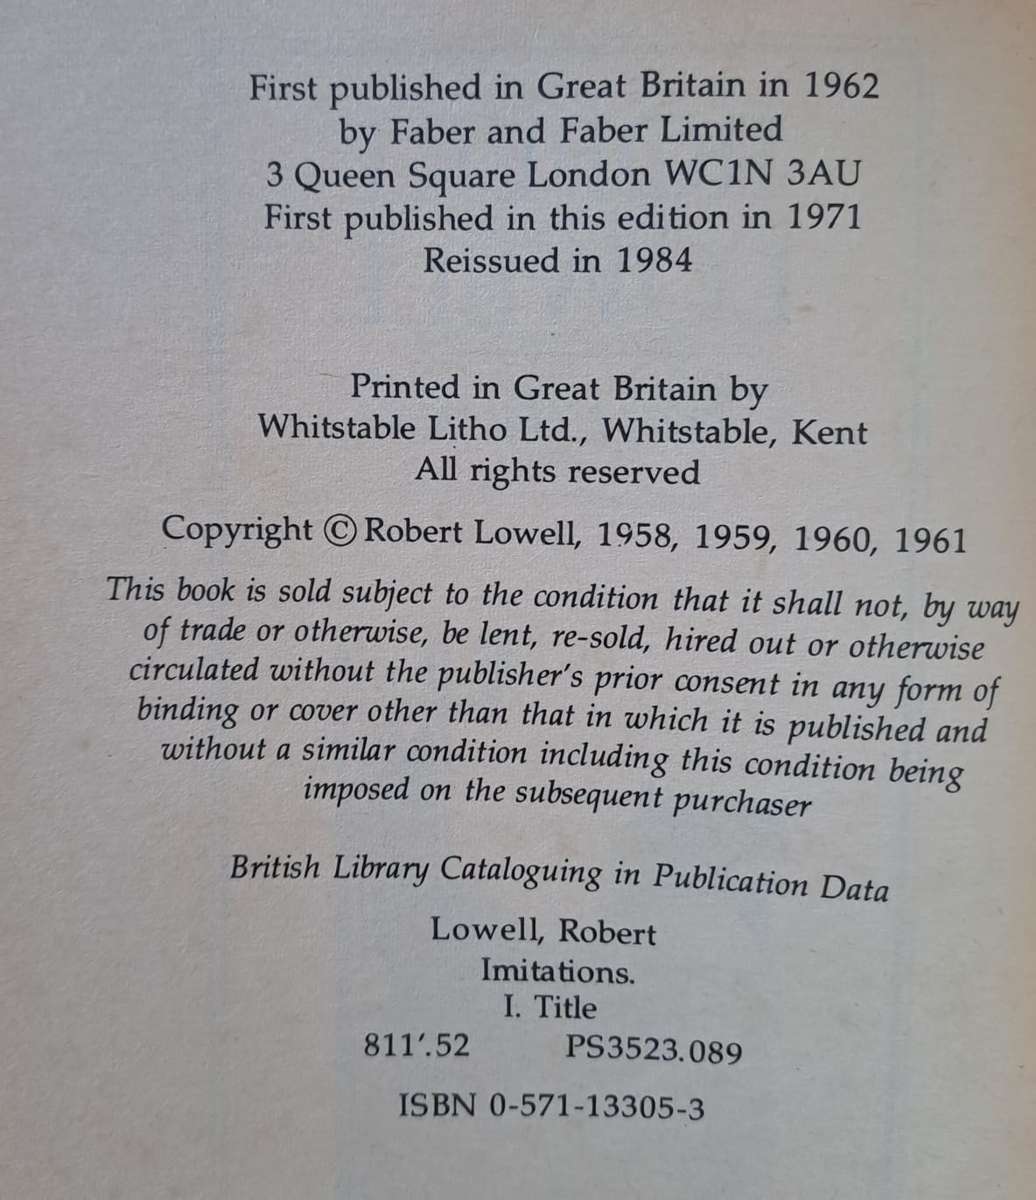 First published in Great Britain in 1962
by Faber and Faber Limited
3 Queen Square London WC1N 3AU
First published in this edition in 1971
Reissued in 1984
Printed in Great Britain by
Whitstable Litho Ltd., Whitstable, Kent
All rights reserved
Copyright © Robert Lowell, 1958, 1959, 1960, 1961
This book is sold subject to the condition that it shall not, by way
of trade or otherwise, be lent, re-sold, hired out or otherwise
circulated without the publisher's prior consent in any form of
binding or cover other than that in which it is published and
without a similar condition including this condition being
imposed on the subsequent purchaser
British Library Cataloguing in Publication Data
Lowell, Robert
Imitations.
I. Title
811′.52 PS3523.089
ISBN 0-571-13305-3